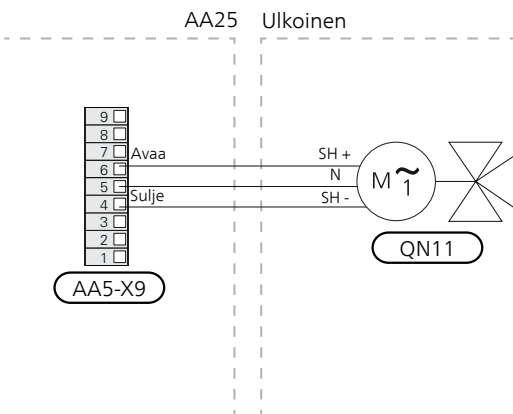 AA25 Ulkoinen
9
8
7
Avaa
SH +
6
N
5
M 1
Sulje
SH -
4
3
2
QN11
1
AA5-X9